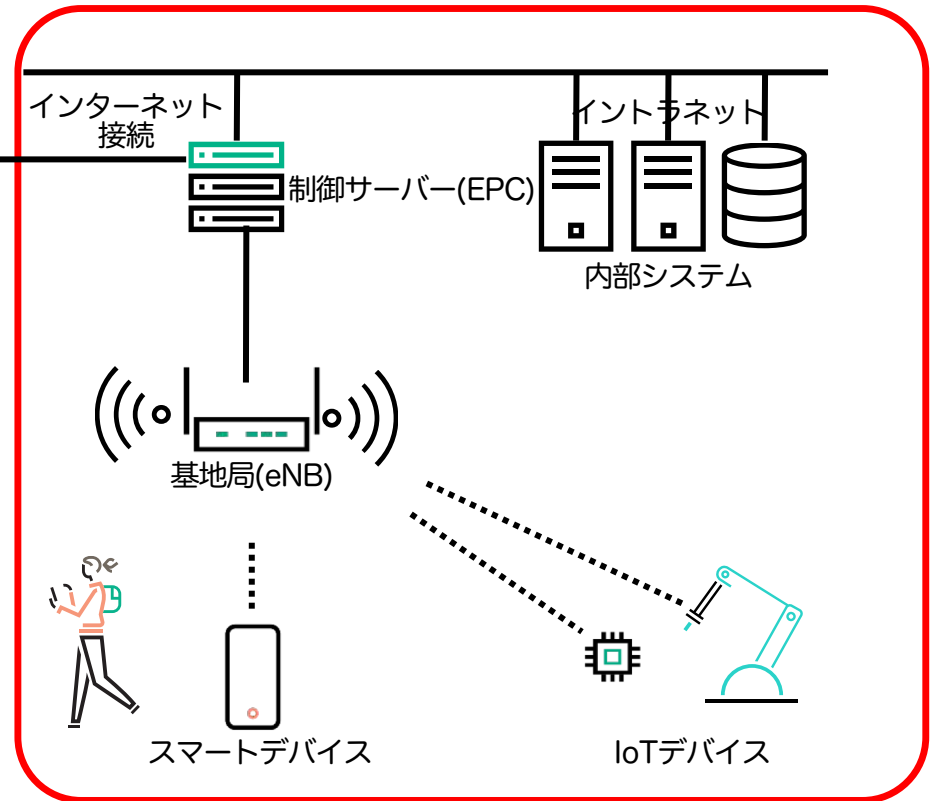 インターネット
接続
イントラネット
制御サーバー(EPC)
内部システム
基地局(eNB)
スマートデバイス
IoTデバイス